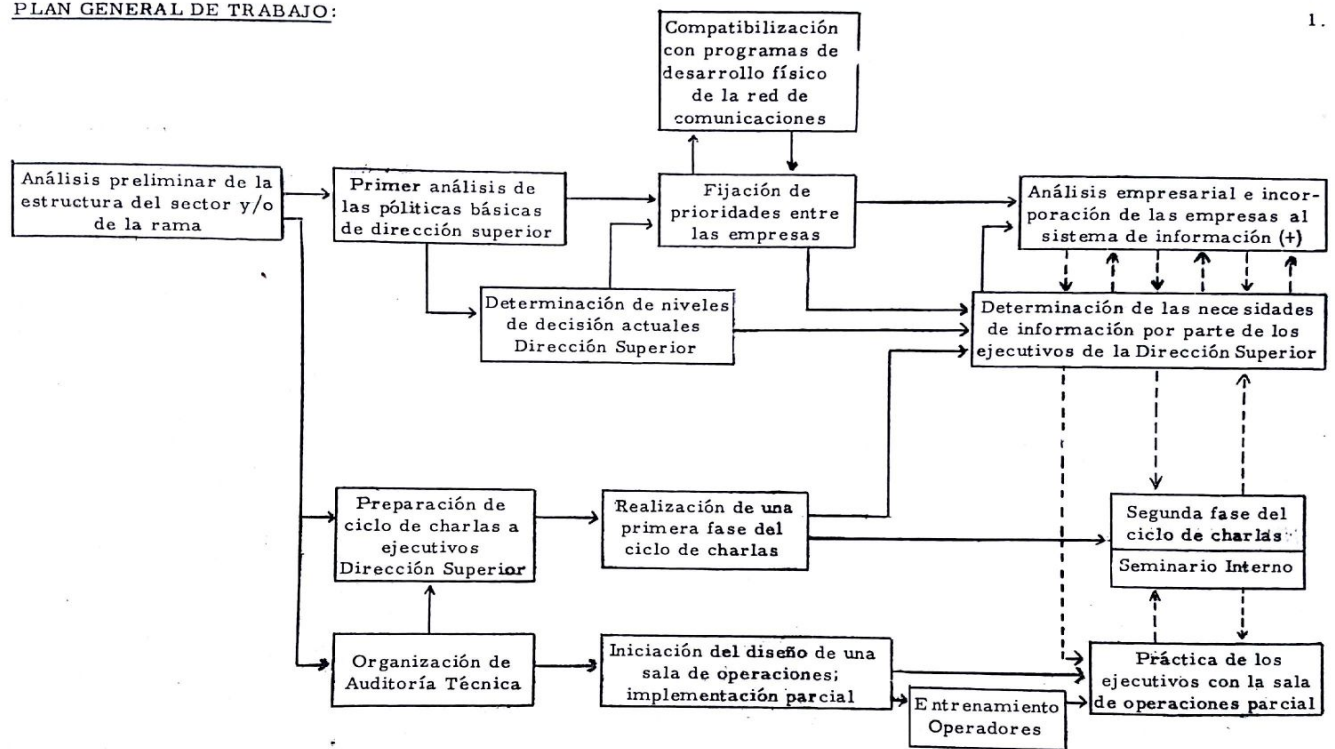 PLAN GENERAL DE TRABAJO:
1.
Compatibilización
con programas de
desarrollo físico
de la red de
comunicaciones
Análisis preliminar de la
estructura del sector y/o
de la rama
Primer análisis de
las políticas básicas
de dirección superior
Fijación de
prioridades entre
las empresas
Análisis empresarial e incor-
poración de las empresas al
sistema de información (+)
Determinación de niveles
de decisión actuales
Dirección Superior
Determinación de las nece sidades
de información por parte de los
ejecutivos de la Dirección Superior
Preparación de
ciclo de charlas a
ejecutivos
Dirección Superior
Realización de una
primera fase del
ciclo de charlas
Segunda fase del
ciclo de charlas
Seminario Interno
Organización de
Auditoría Técnica
Iniciación del diseño de una
sala de operaciones;
implementación parcial
Entrenamiento
Operadores
Práctica de los
ejecutivos con la sala
de operaciones parcial